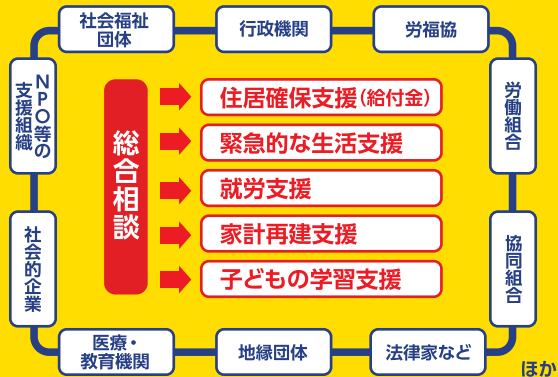 社会福祉
団体
行政機関
労福協
NPO等の
支援組織
労働組合
総合相談
住居確保支援(給付金)
緊急的な生活支援
就労支援
家計再建支援
子どもの学習支援
社会的企業
協同組合
医療・
教育機関
地縁団体
法律家など
ほか